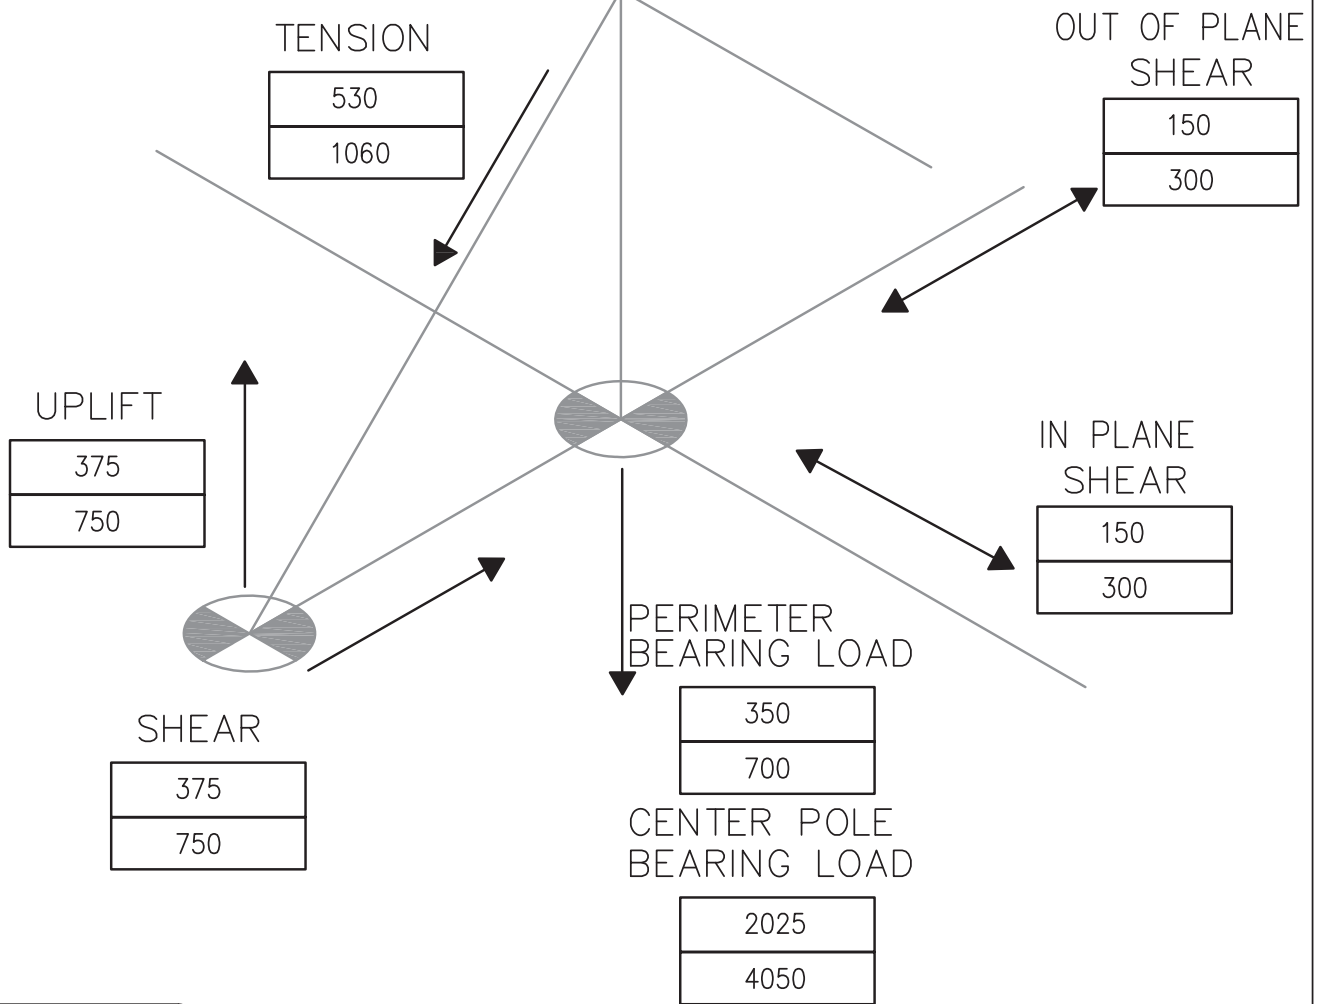 TENSION
530
1060
OUT OF PLANE
SHEAR
150
300
UPLIFT
375
750
IN PLANE
SHEAR
150
300
SHEAR
375
750
PERIMETER
BEARING LOAD
350
700
CENTER POLE
BEARING LOAD
2025
4050